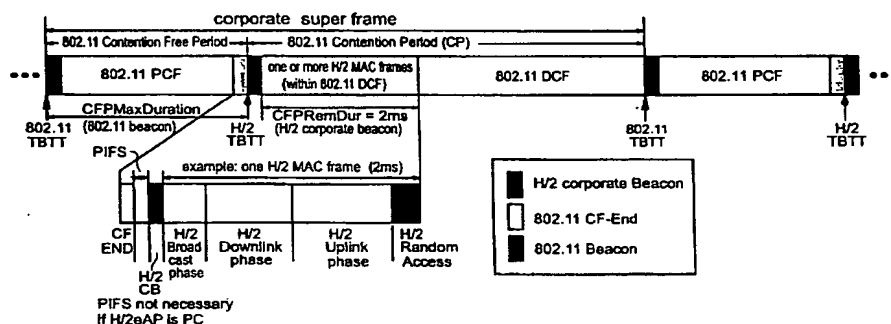 corporate super frame
802.11 Contention Free Period
802.11 Contention Period (CP)
802.11 PCF
one or more H/2 MAC frames
(within 802.11 DCF)
802.11 DCF
802.11 PCF
CFPMaxDuration
(802.11 beacon)
CFPRemDur = 2ms
(H/2 corporate beacon)
802.11
TBTT
H/2
TBTT
802.11
TBTT
H/2
TBTT
PIFS
example: one H/2 MAC frame (2ms)
CF
END
H/2
CB
H/2
Broad
cast
phase
H/2
Downlink
phase
H/2
Uplink
phase
H/2
Random
Access
PIFS not necessary
If H/2eAP is PC
H/2 corporate Beacon
802.11 CF-End
802.11 Beacon